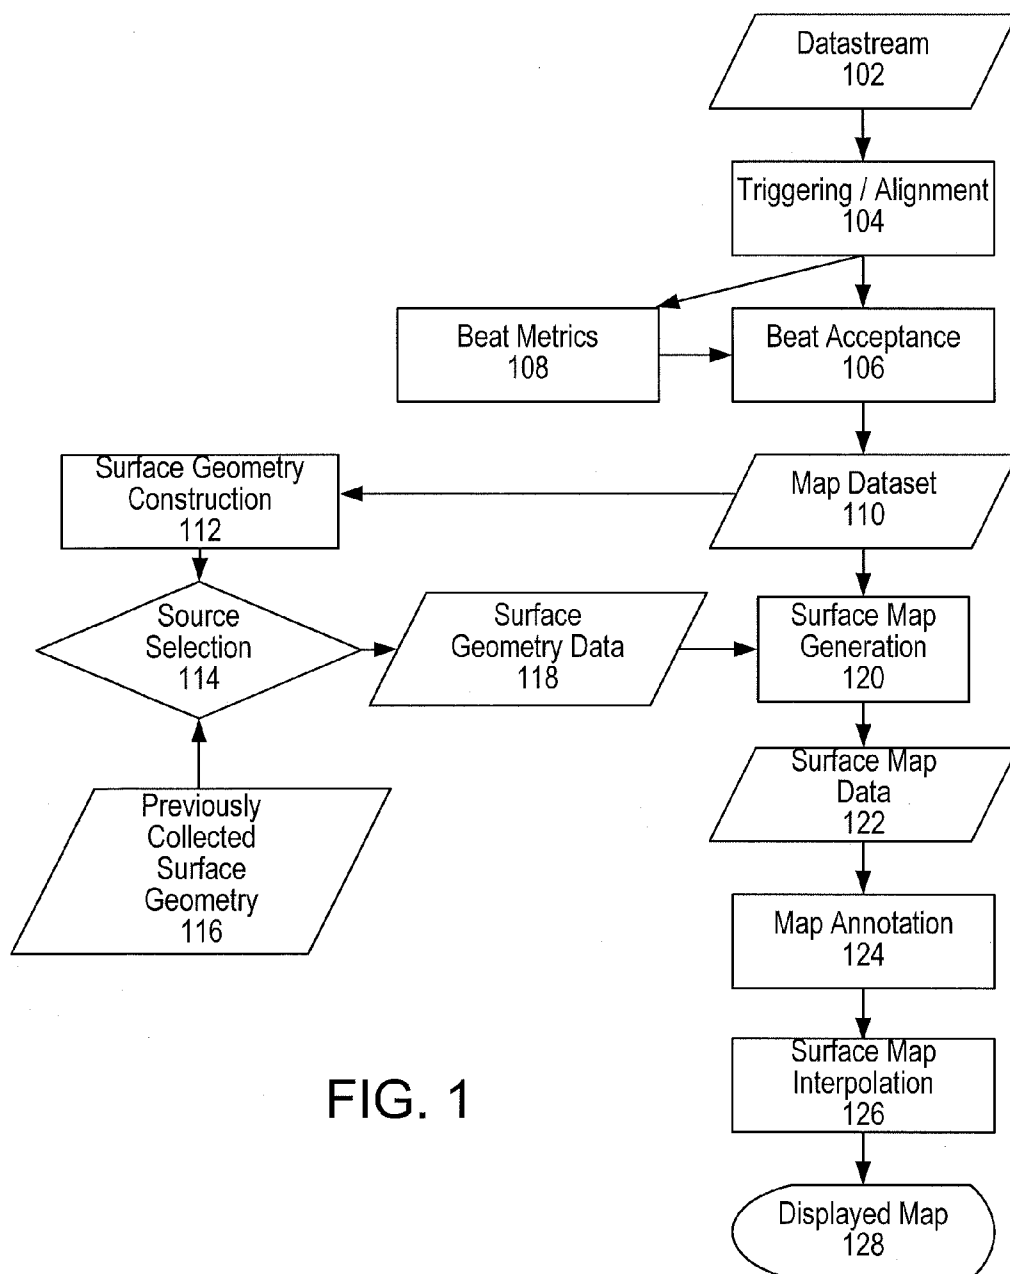 Datastream
102
Triggering / Alignment
104
Beat Metrics
108
Beat Acceptance
106
Surface Geometry
Construction
112
Map Dataset
110
Source
Selection
114
Surface
Geometry Data
118
Surface Map
Generation
120
Previously
Collected
Surface
Geometry
116
Surface Map
Data
122
Map Annotation
124
Surface Map
Interpolation
126
Displayed Map
128
FIG. 1